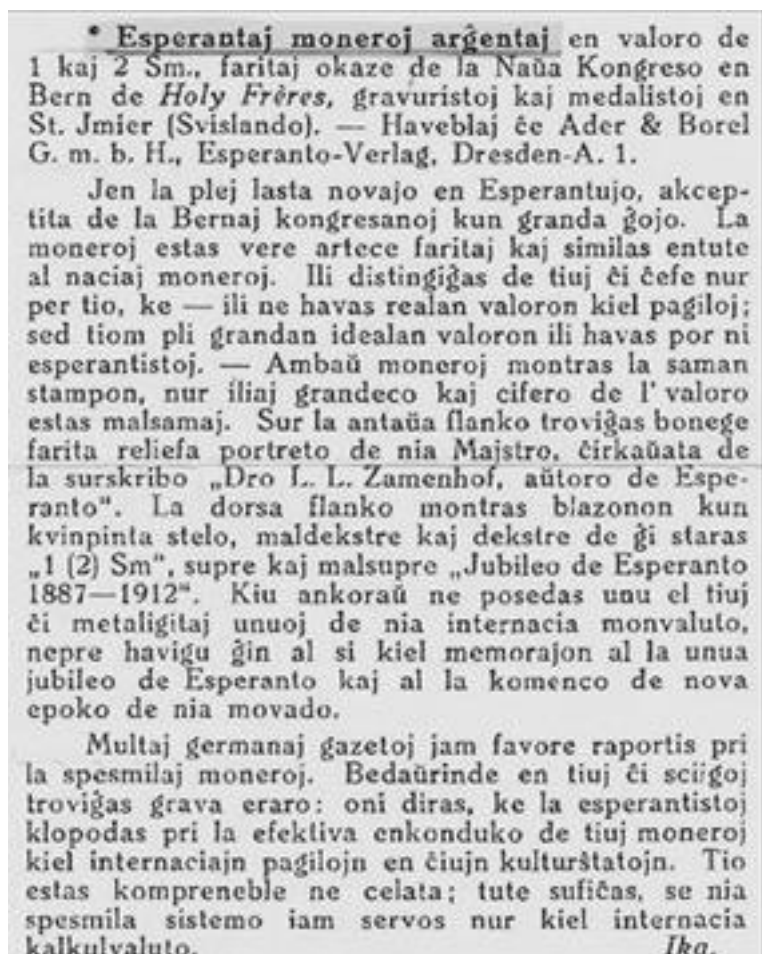 * Esperantaj moneroj arĝentaj en valoro de
1 kaj 2 Sm., faritaj okaze de la Naŭa Kongreso en
Bern de Holy Frères, gravuristoj kaj medalistoj en
St. Jmier (Svislando). — Haveblaj ĉe Ader & Borel
G. m. b. H., Esperanto-Verlag, Dresden-A. 1.
Jen la plej lasta novaĵo en Esperantujo, akcep-
tita de la Bernaj kongresanoj kun granda ĝojo. La
moneroj estas vere artece faritaj kaj similas entute
al naciaj moneroj. Ili distingiĝas de tiuj ĉi ĉefe nur
per tio, ke — ili ne havas realan valoron kiel pagiloj;
sed tiom pli grandan idealan valoron ili havas por ni
esperantistoj. — Ambaŭ moneroj montras la saman
stampon, nur iliaj grandeco kaj cifero de l' valoro
estas malsamaj. Sur la antaŭa flanko troviĝas bonege
farita reliefa portreto de nia Majstro, ĉirkaŭata de
la surskribo „Dro L. L. Zamenhof, aŭtoro de Espe-
ranto“. La dorsa flanko montras blazonon kun
kvinpinta stelo, maldekstre kaj dekstre de ĝi staras
„1 (2) Sm“, supre kaj malsupre „Jubileo de Esperanto
1887—1912“. Kiu ankoraŭ ne posedas unu el tiuj
ĉi metaligitaj unuoj de nia internacia monvaluto,
nepre havigu ĝin al si kiel memoraĵon al la unua
jubileo de Esperanto kaj al la komenco de nova
epoko de nia movado.
Multaj germanaj gazetoj jam favore raportis pri
la spesmilaj moneroj. Bedaŭrinde en tiuj ĉi sciigoj
troviĝas grava eraro: oni diras, ke la esperantistoj
klopodas pri la efektiva enkonduko de tiuj moneroj
kiel internaciajn pagilojn en ĉiujn kulturŝtatojn. Tio
estas kompreneble ne celata; tute sufiĉas, se nia
spesmila sistemo iam servos nur kiel internacia
kalkulvaluto. Ika.